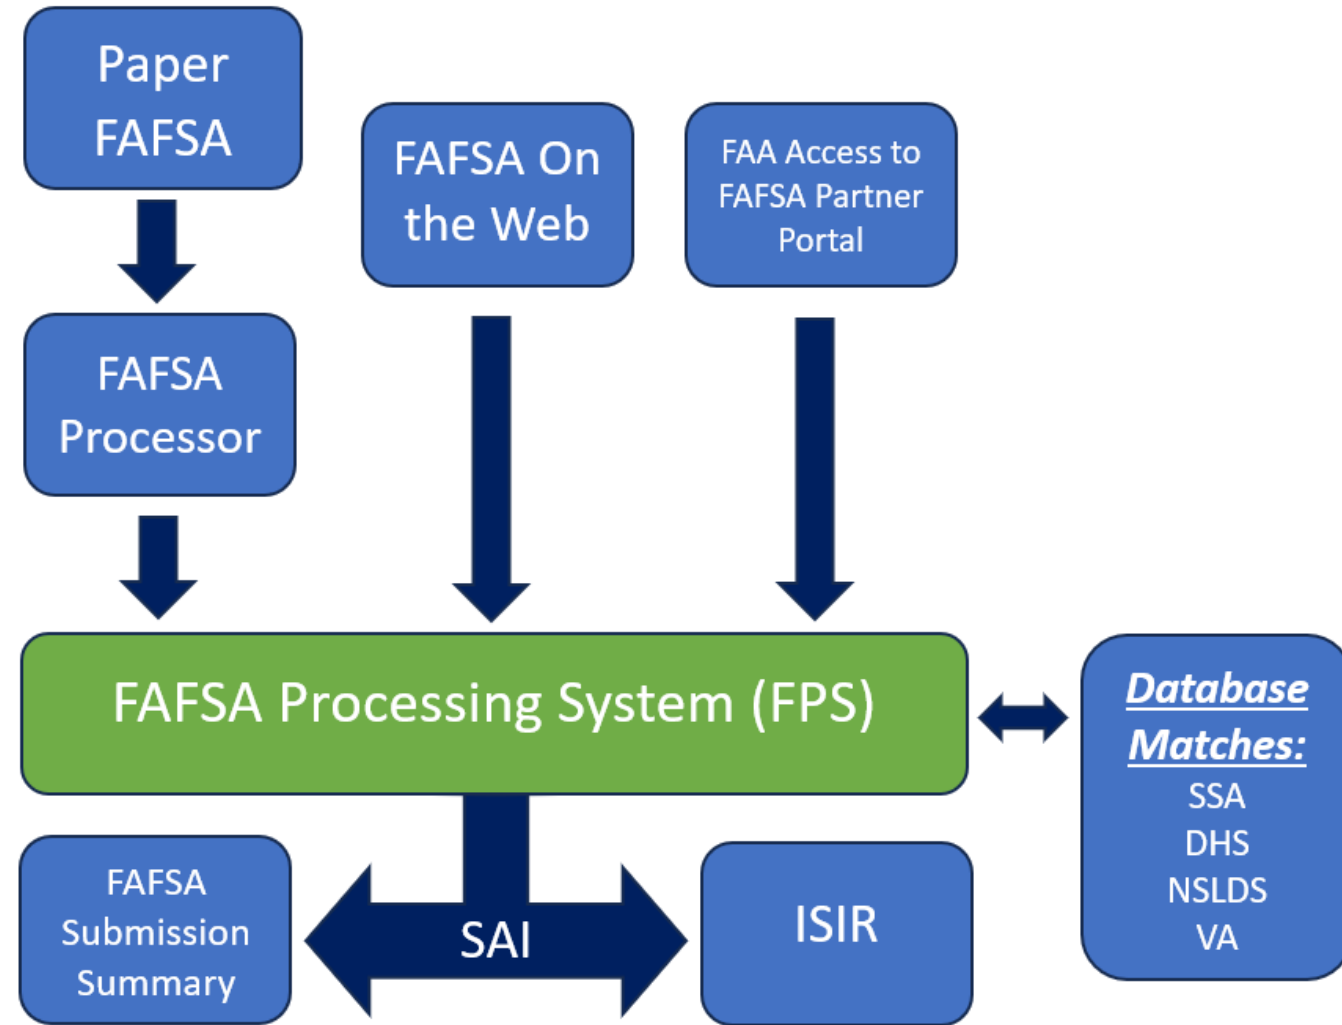 Paper
FAFSA
FAFSA On
the Web
FAA Access to
FAFSA Partner
Portal
FAFSA
Processor
FAFSA Processing System (FPS)
Database
Matches:
SSA
DHS
NSLDS
VA
FAFSA
Submission
Summary
SAI
ISIR